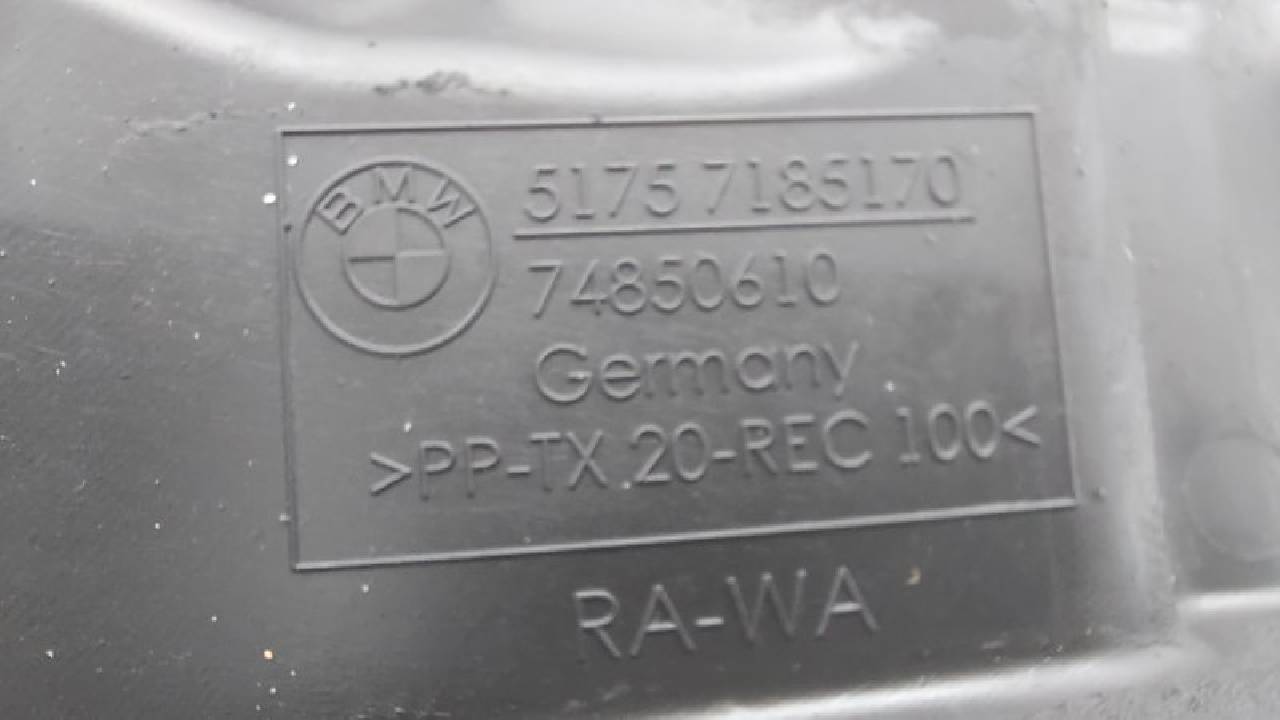 BMW
5175 7185170
74850610
Germany
>PP-TX 20-REC 100<
RA-WA